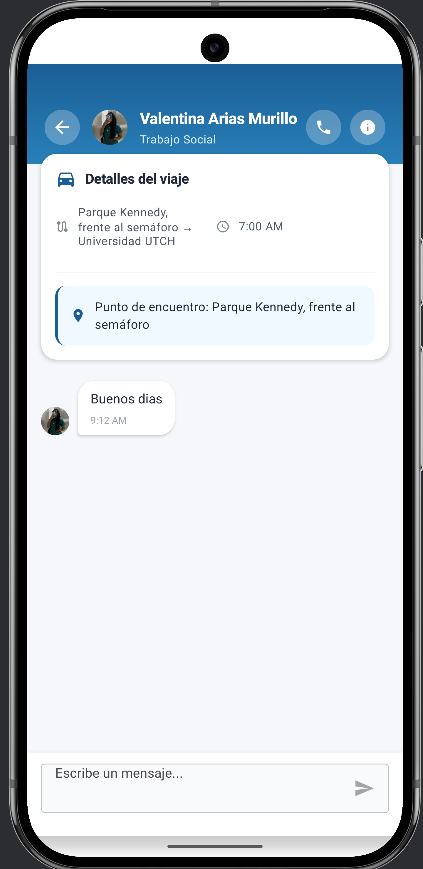 Valentina Arias Murillo
Trabajo Social
Detalles del viaje
Parque Kennedy,
frente al semáforo →
Universidad UTCH
7:00 AM
Punto de encuentro: Parque Kennedy, frente al
semáforo
Buenos dias
9:12 AM
Escribe un mensaje...